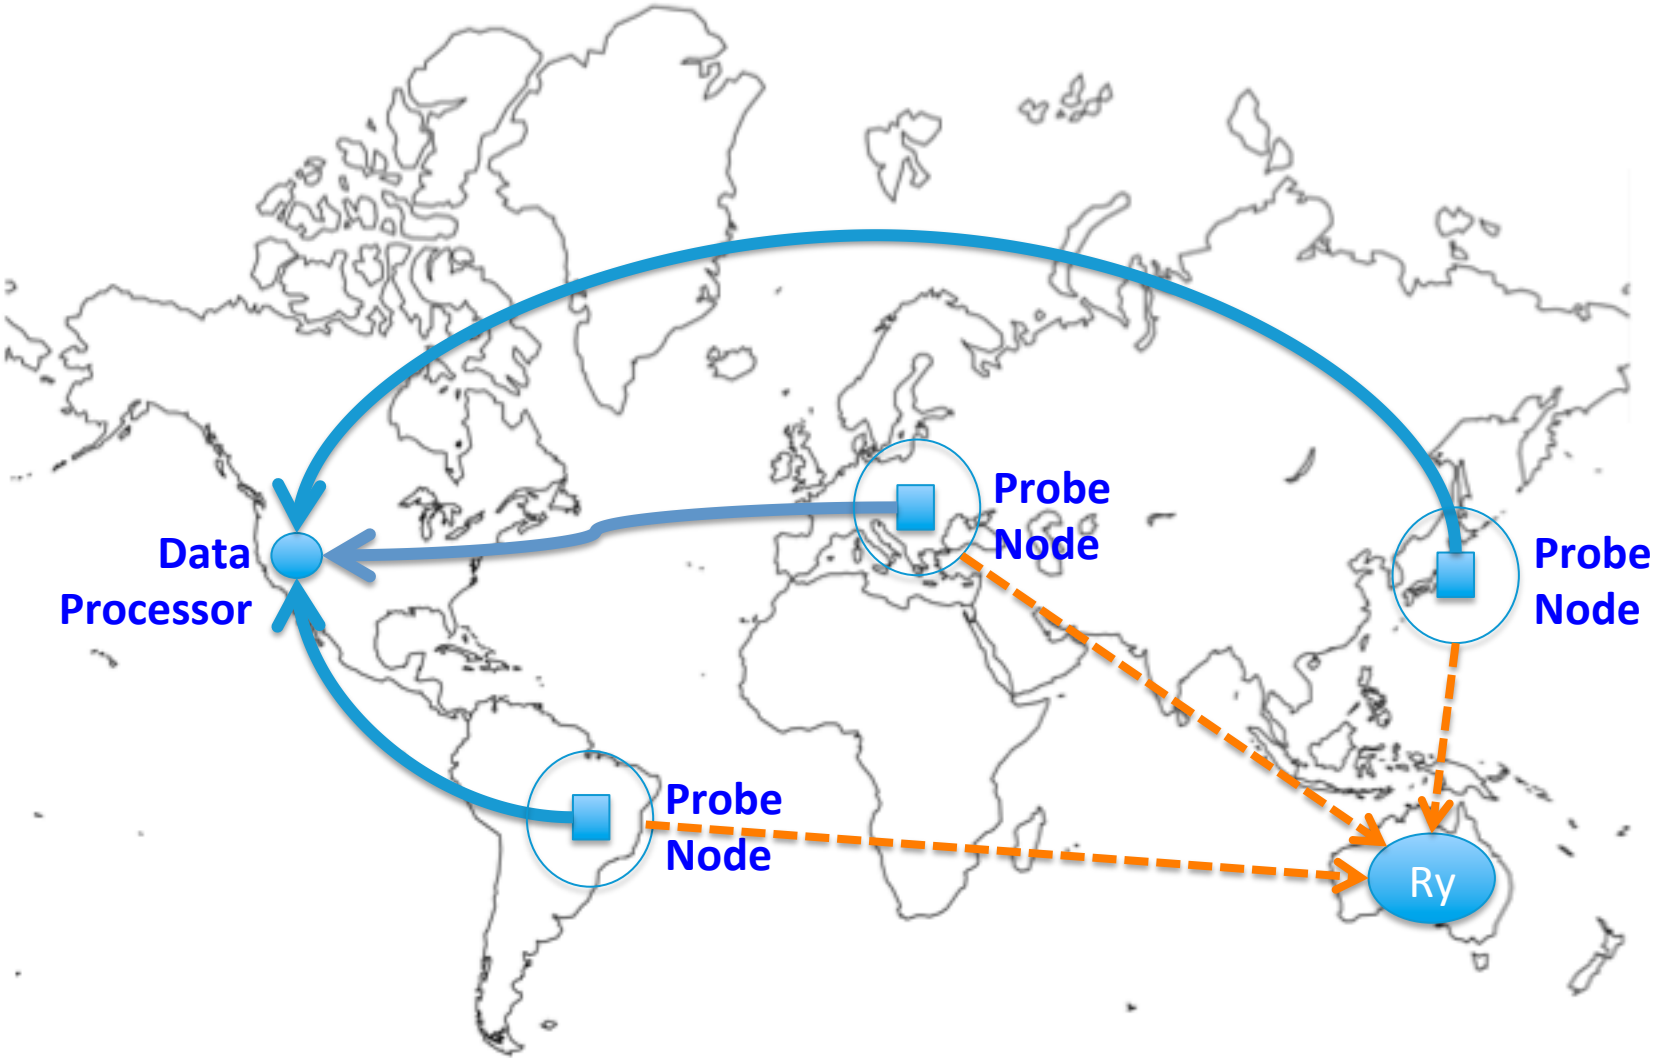 Probe
Node
Data
Processor
Probe
Node
Probe
Node
Ry